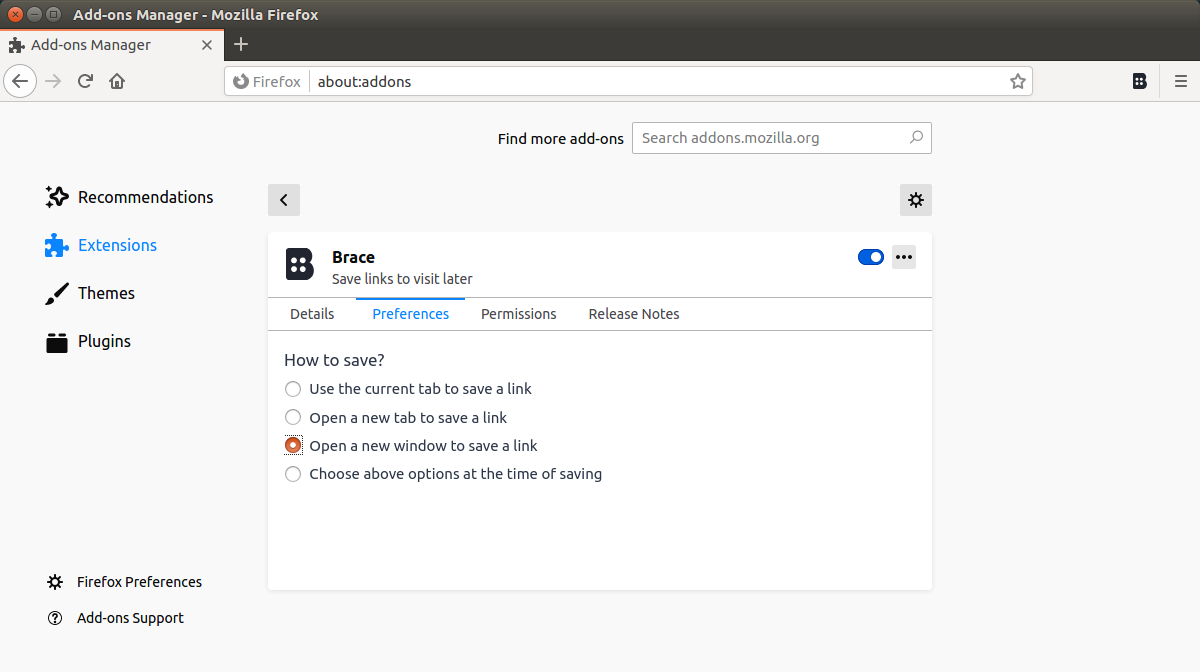 Add-ons Manager - Mozilla Firefox
Add-ons Manager
Firefox about:addons
Find more add-ons Search addons.mozilla.org
Recommendations
Extensions
Themes
Plugins
Brace
Save links to visit later
Details Preferences Permissions Release Notes
How to save?
Use the current tab to save a link
Open a new tab to save a link
Open a new window to save a link
Choose above options at the time of saving
Firefox Preferences
Add-ons Support